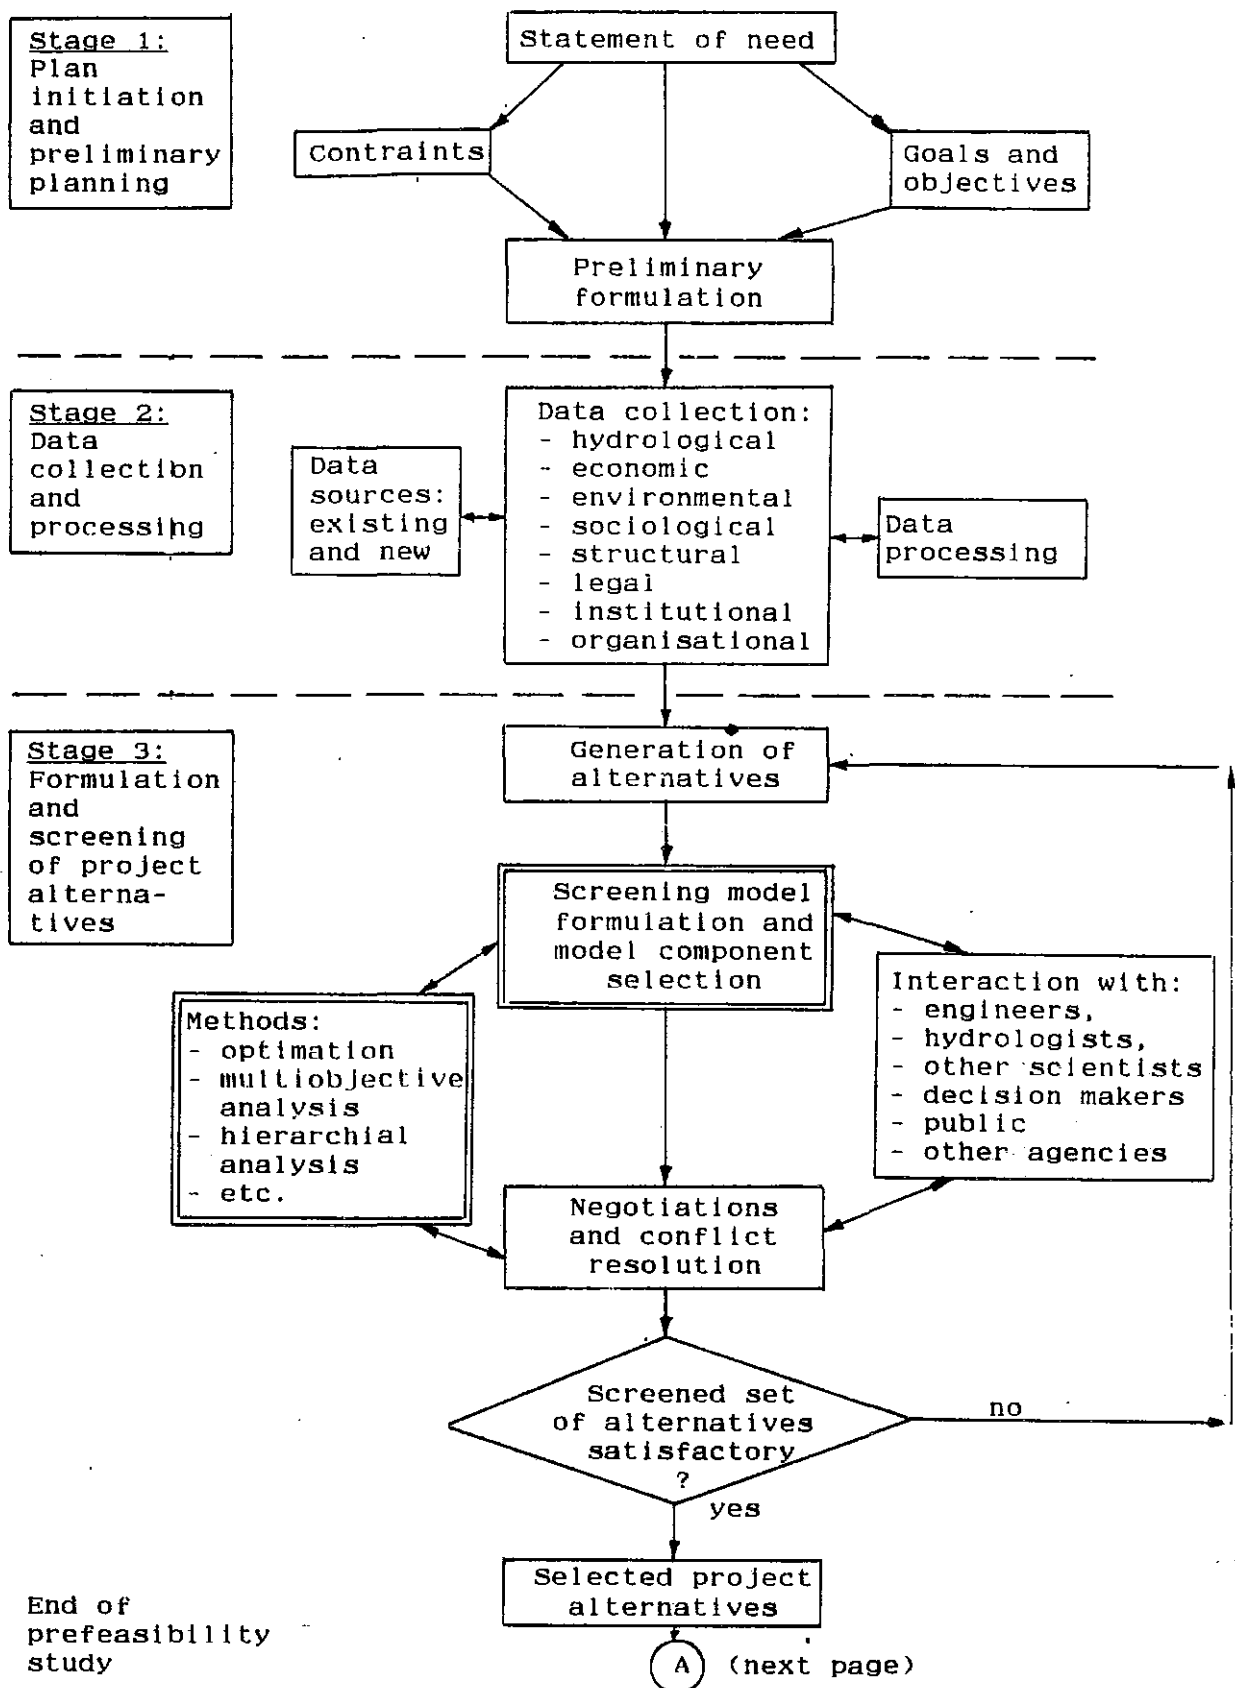 Stage 1:
Plan
initiation
and
preliminary
planning
Statement of need
Contraints
Goals and
objectives
Preliminary
formulation
Stage 2:
Data
collection
and
processing
Data
sources:
existing
and new
Data collection:
- hydrological
- economic
- environmental
- sociological
- structural
- legal
- institutional
- organisational
Data
processing
Stage 3:
Formulation
and
screening
of project
alterna-
tives
Generation of
alternatives
Screening model
formulation and
model component
selection
Methods:
- optimation
- multiobjective
analysis
- hierarchial
analysis
- etc.
Interaction with:
- engineers,
- hydrologists,
- other scientists
- decision makers
- public
- other agencies
Negotiations
and conflict
resolution
Screened set
of alternatives
satisfactory
?
no
yes
Selected project
alternatives
End of
prefeasibility
study
A (next page)